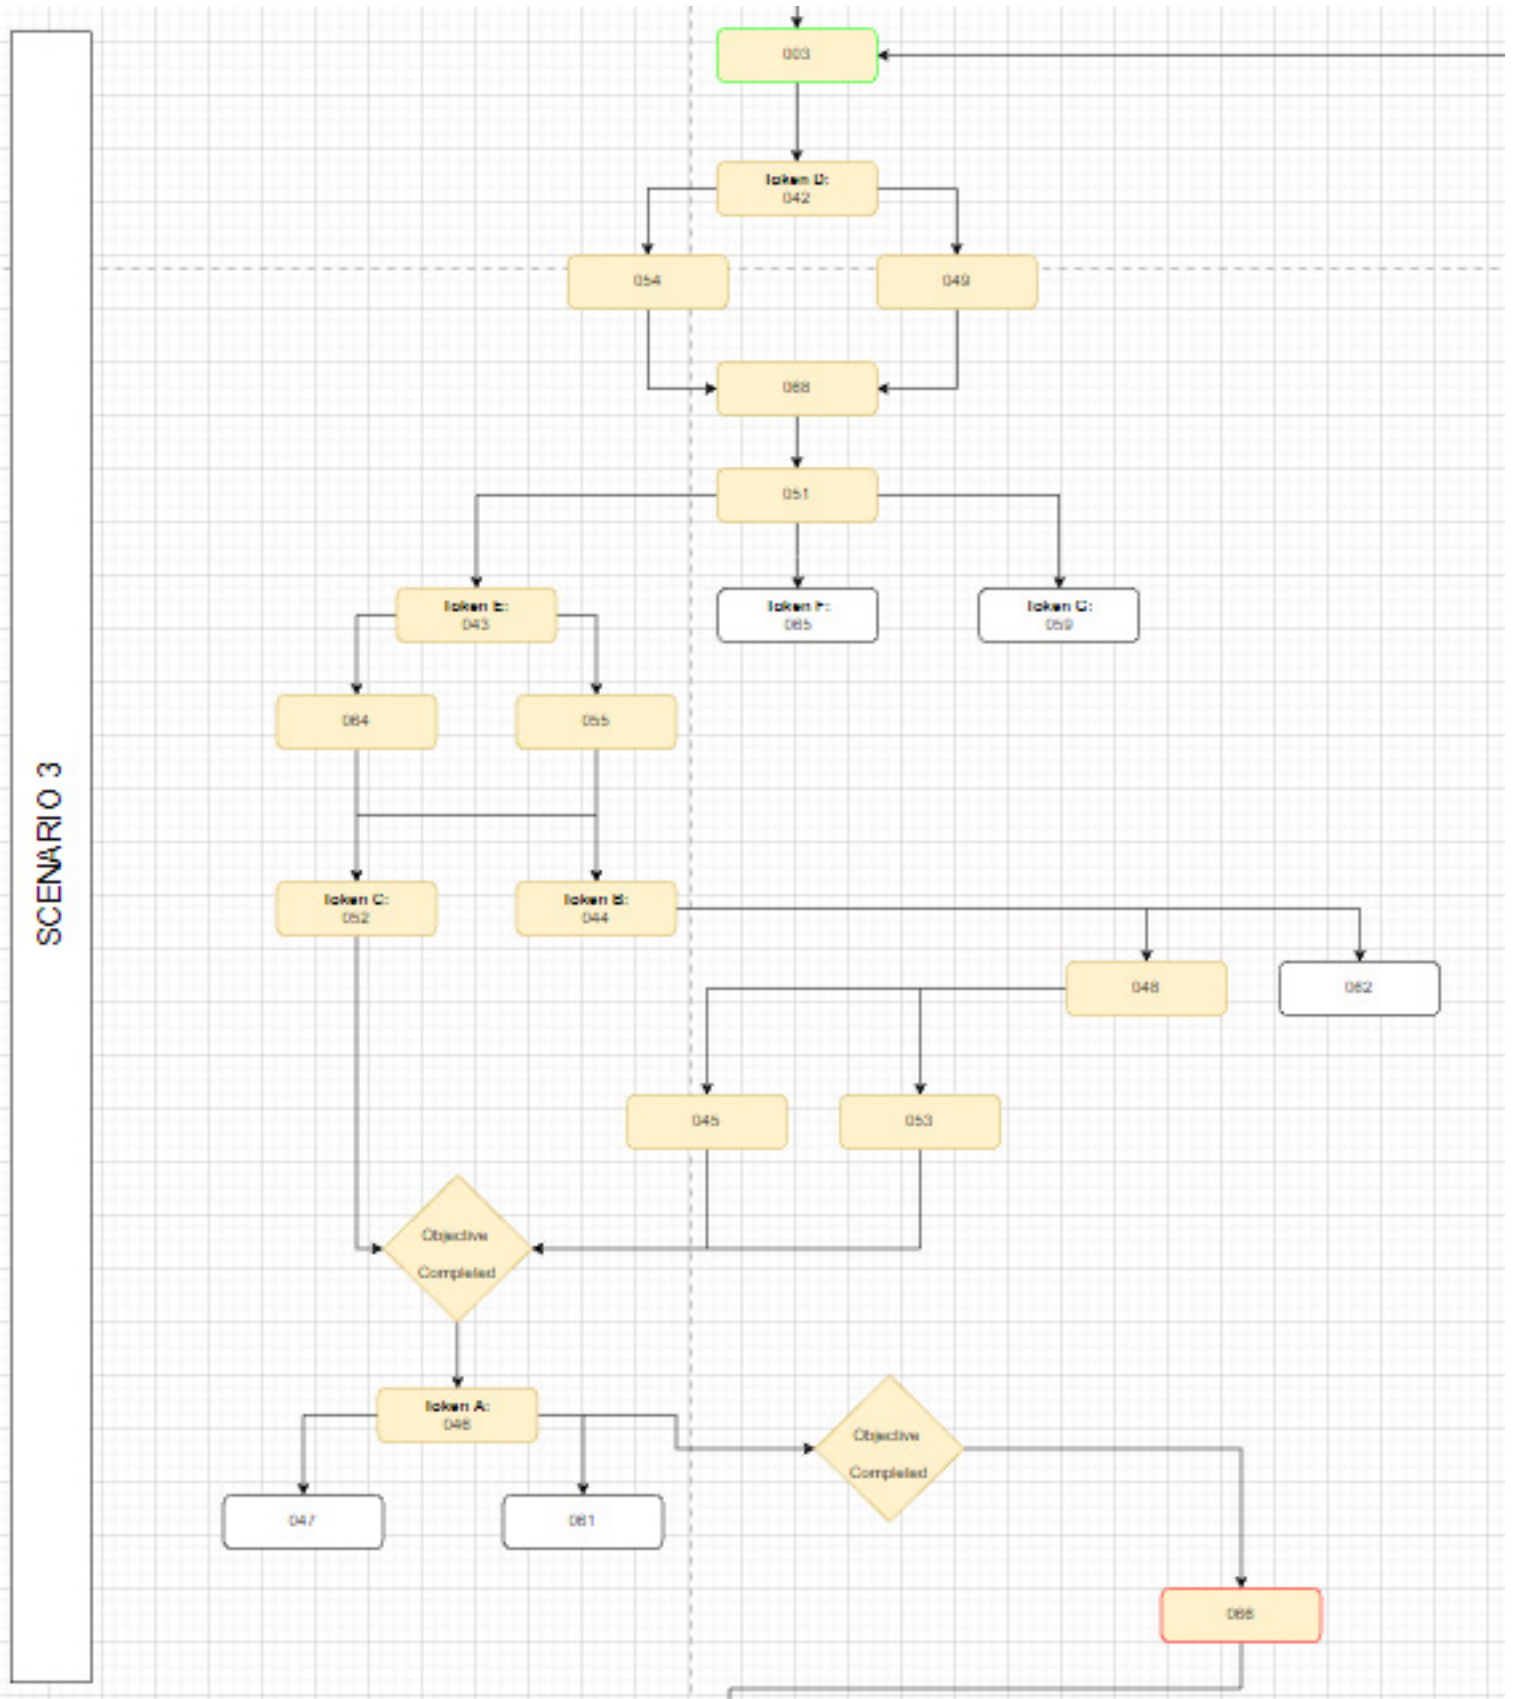 SCENARIO 3
003
Token D:
042
054
049
068
051
Token E:
043
Token F:
065
Token G:
059
064
055
Token C:
052
Token B:
044
048
062
045
053
Objective
Completed
Token A:
046
Objective
Completed
047
061
066